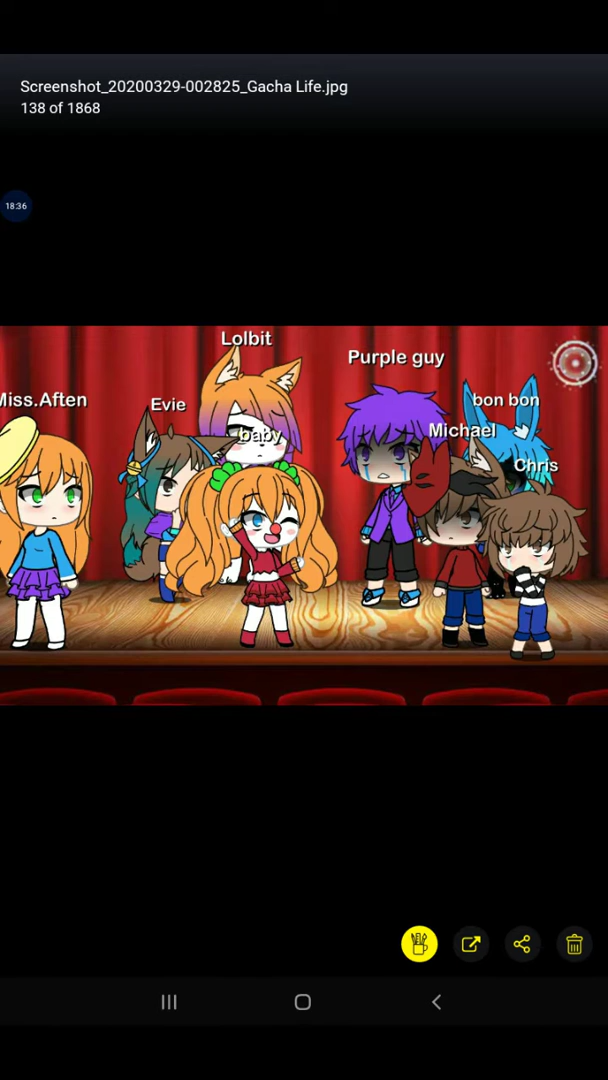 Screenshot_20200329-002825_Gacha Life.jpg
138 of 1868
18:36
Lolbit
Purple guy
Miss.Aften
Evie
bon bon
baby
Michael
Chris